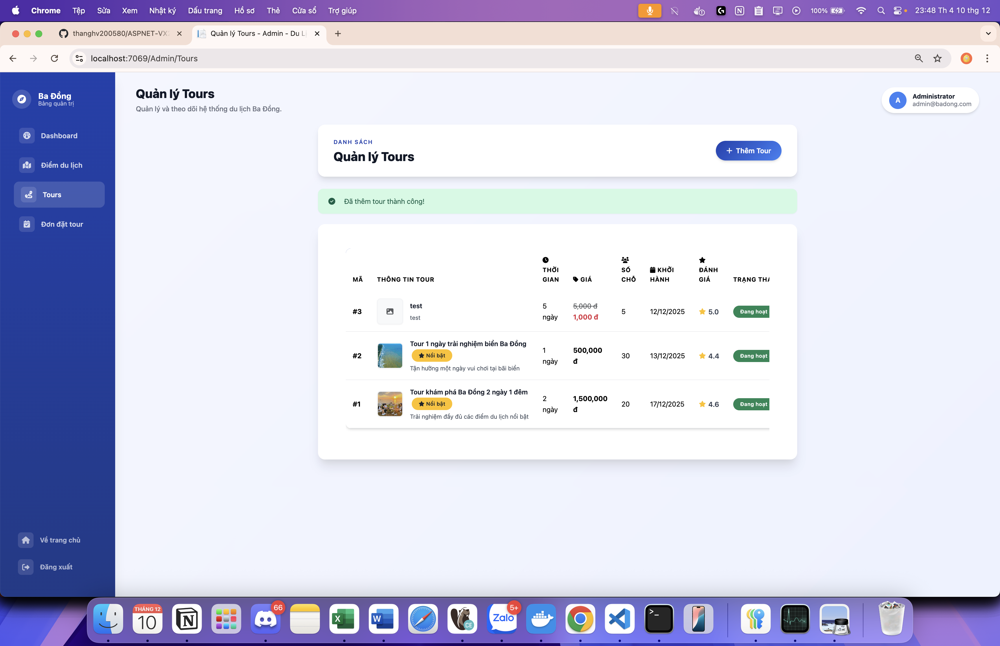 Chrome Tệp Sửa Xem Nhật ký Dấu trang Hồ sơ Thẻ Cửa sổ Trợ giúp 100% 23:48 Th 4 10 thg 12
thanghv200580/ASPNET-VX Quản lý Tours - Admin - Du
localhost:7069/Admin/Tours
Ba Đồng
Bảng quản trị
Dashboard
Điểm du lịch
Tours
Đơn đặt tour
Về trang chủ
Đăng xuất
Quản lý Tours
Quản lý và theo dõi hệ thống du lịch Ba Đồng.
A
Administrator
admin@badong.com
DANH SÁCH
Quản lý Tours
Thêm Tour
Đã thêm tour thành công!
MÃ THÔNG TIN TOUR THỜI GIAN GIÁ SỐ CHỖ KHỞI HÀNH ĐÁNH GIÁ TRẠNG
#3 test 5 ngày 5,000 đ 1,000 đ 5 12/12/2025 5.0 Đang hoạt
test
#2 Tour 1 ngày trải nghiệm biển Ba Đồng 1 ngày 500,000 đ 30 13/12/2025 4.4 Đang hoạt
Nổi bật
Tận hưởng một ngày vui chơi tại bãi biển
#1 Tour khám phá Ba Đồng 2 ngày 1 đêm 2 ngày 1,500,000 đ 20 17/12/2025 4.6 Đang hoạt
Nổi bật
Trải nghiệm đầy đủ các điểm du lịch nổi bật
THÁNG 12
10
66
5+
Zalo
CE